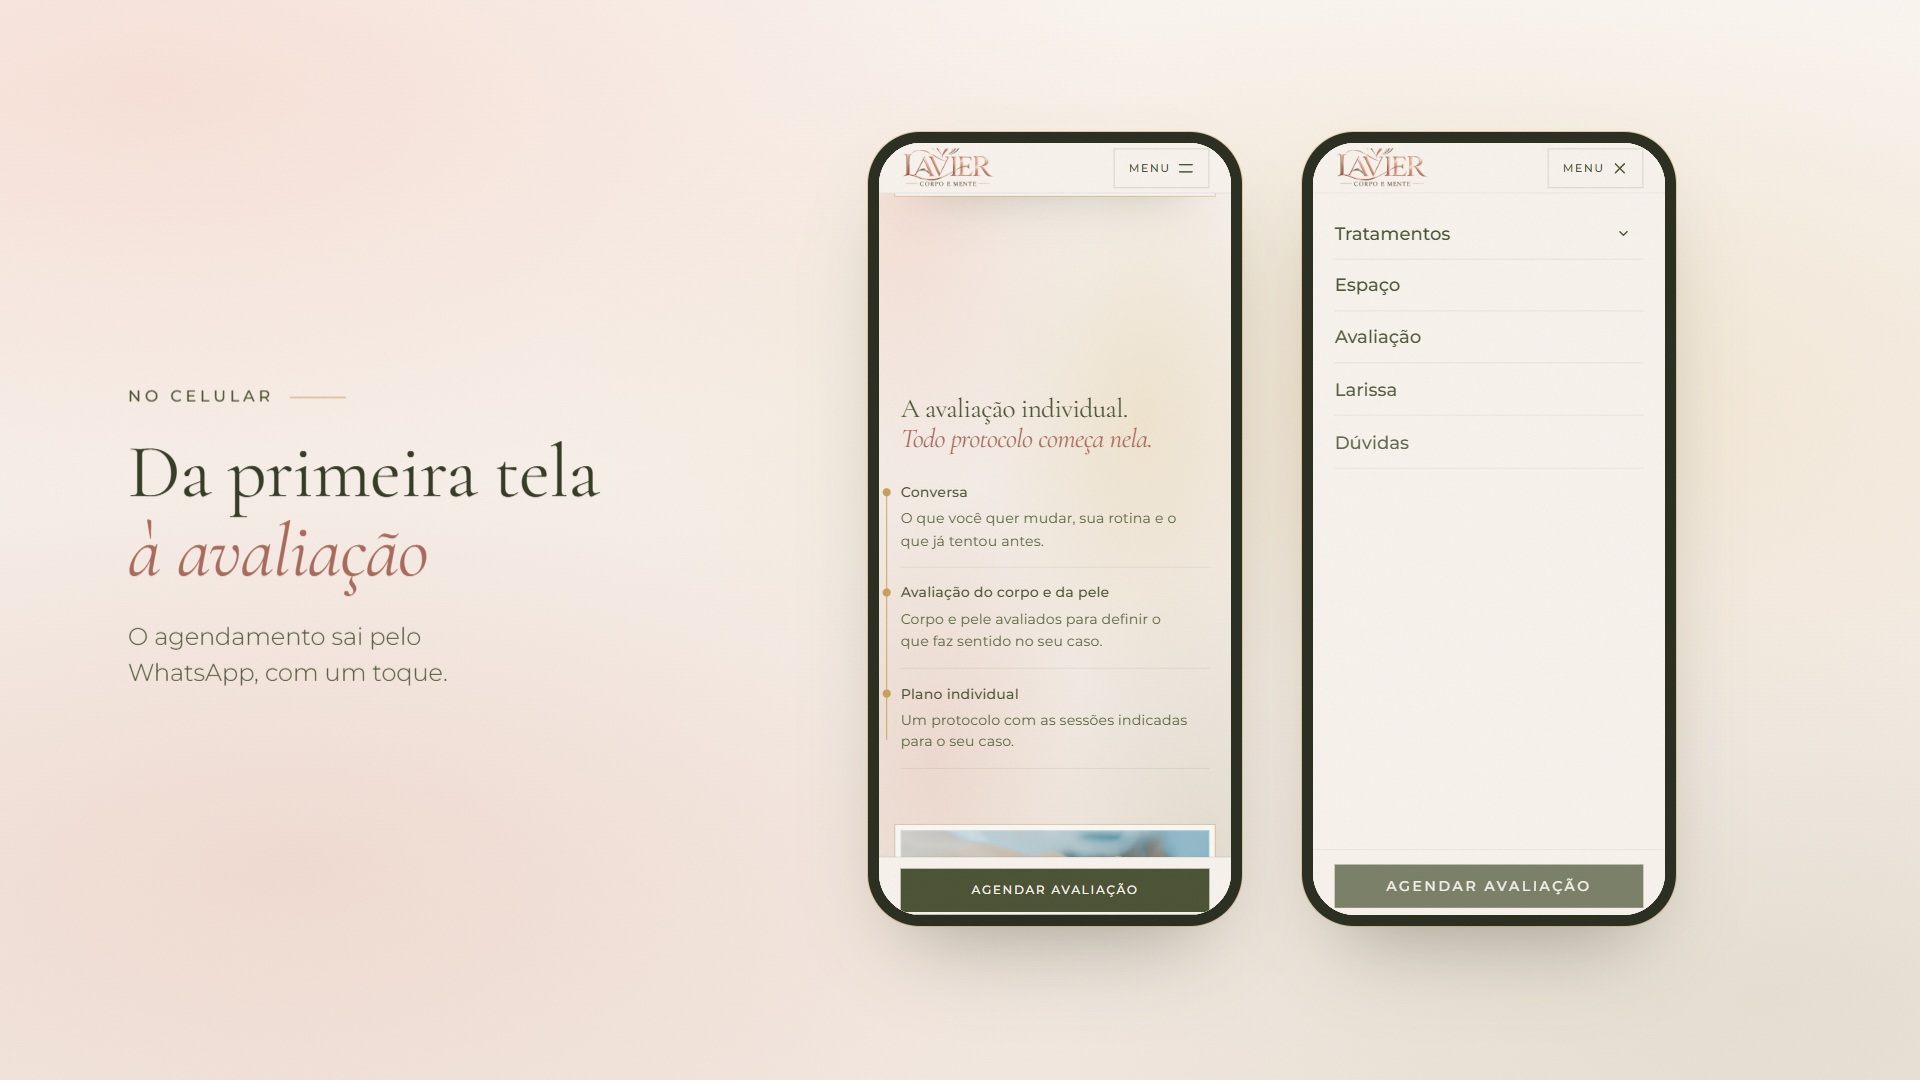 NO CELULAR
Da primeira tela
à avaliação
O agendamento sai pelo
WhatsApp, com um toque.
LAVIER
CORPO E MENTE
MENU
A avaliação individual.
Todo protocolo começa nela.
Conversa
O que você quer mudar, sua rotina e o
que já tentou antes.
Avaliação do corpo e da pele
Corpo e pele avaliados para definir o
que faz sentido no seu caso.
Plano individual
Um protocolo com as sessões indicadas
para o seu caso.
AGENDAR AVALIAÇÃO
LAVIER
CORPO E MENTE
MENU
Tratamentos
Espaço
Avaliação
Larissa
Dúvidas
AGENDAR AVALIAÇÃO